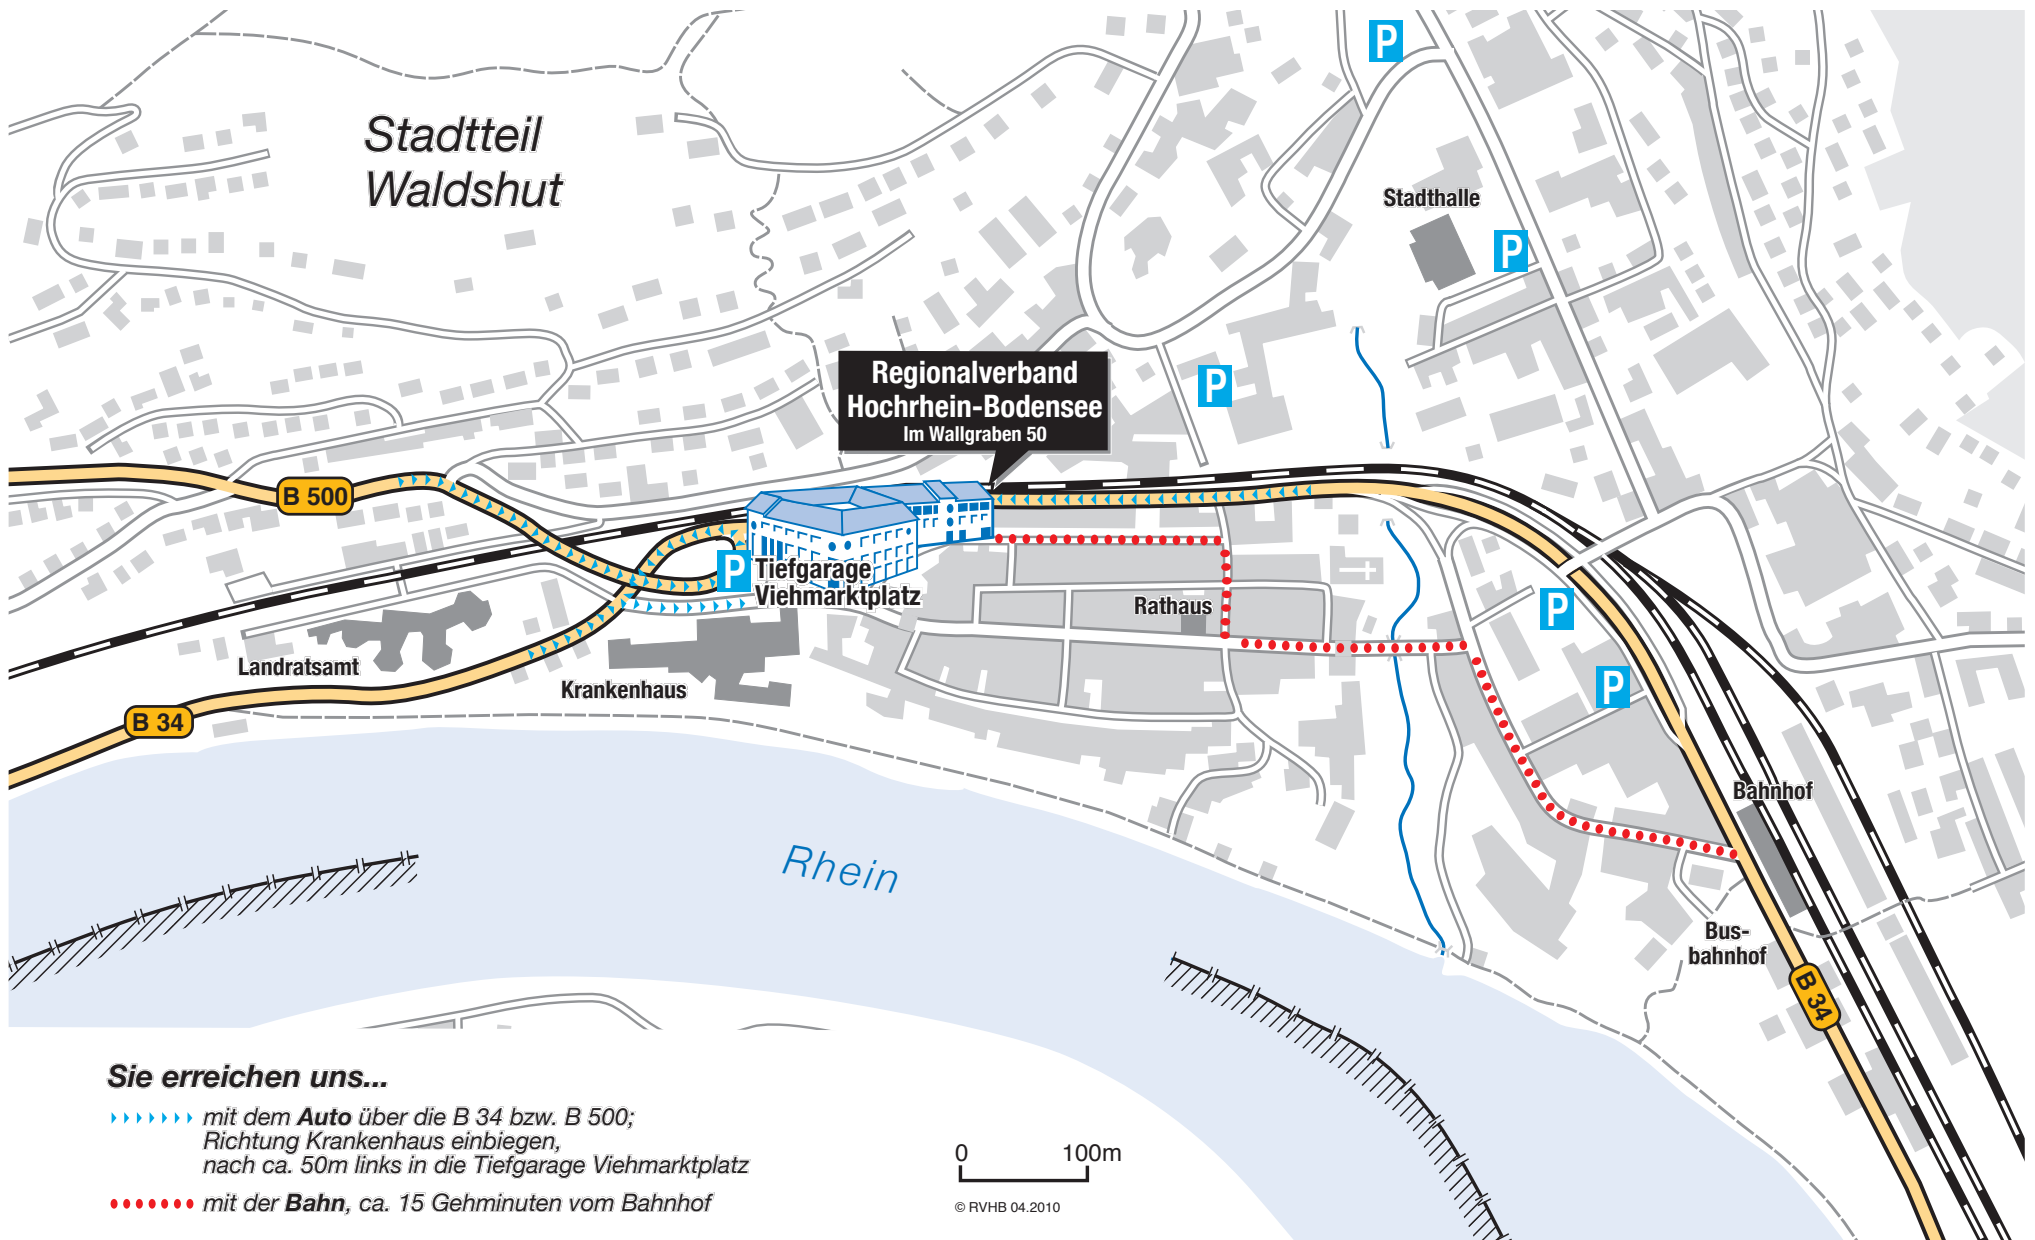 P
Stadtteil
Waldshut
Stadthalle
P
Regionalverband
Hochrhein-Bodensee
Im Wallgraben 50
P
B 500
P
Tiefgarage
Viehmarktplatz
Rathaus
P
Landratsamt
Krankenhaus
P
B 34
Bahnhof
Rhein
Bus-
bahnhof
B 34
Sie erreichen uns...
mit dem Auto über die B 34 bzw. B 500;
Richtung Krankenhaus einbiegen,
nach ca. 50m links in die Tiefgarage Viehmarktplatz
mit der Bahn, ca. 15 Gehminuten vom Bahnhof
0 100m
© RVHB 04.2010